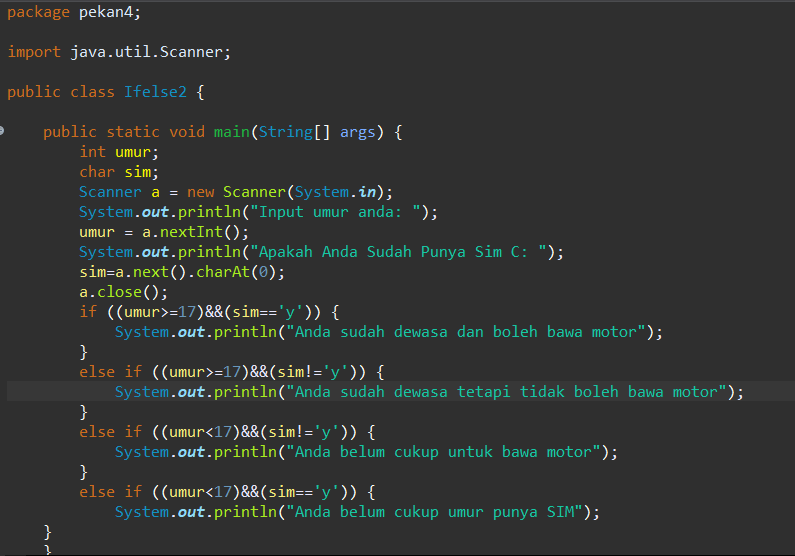 package pekan4;
import java.util.Scanner;
public class Ifelse2 {
public static void main(String[] args) {
int umur;
char sim;
Scanner a = new Scanner(System.in);
System.out.println("Input umur anda: ");
umur = a.nextInt();
System.out.println("Apakah Anda Sudah Punya Sim C: ");
sim=a.next().charAt(0);
a.close();
if ((umur>=17)&&(sim=='y')) {
System.out.println("Anda sudah dewasa dan boleh bawa motor");
}
else if ((umur>=17)&&(sim!='y')) {
System.out.println("Anda sudah dewasa tetapi tidak boleh bawa motor");
}
else if ((umur<17)&&(sim!='y')) {
System.out.println("Anda belum cukup untuk bawa motor");
}
else if ((umur<17)&&(sim=='y')) {
System.out.println("Anda belum cukup umur punya SIM");
}
}